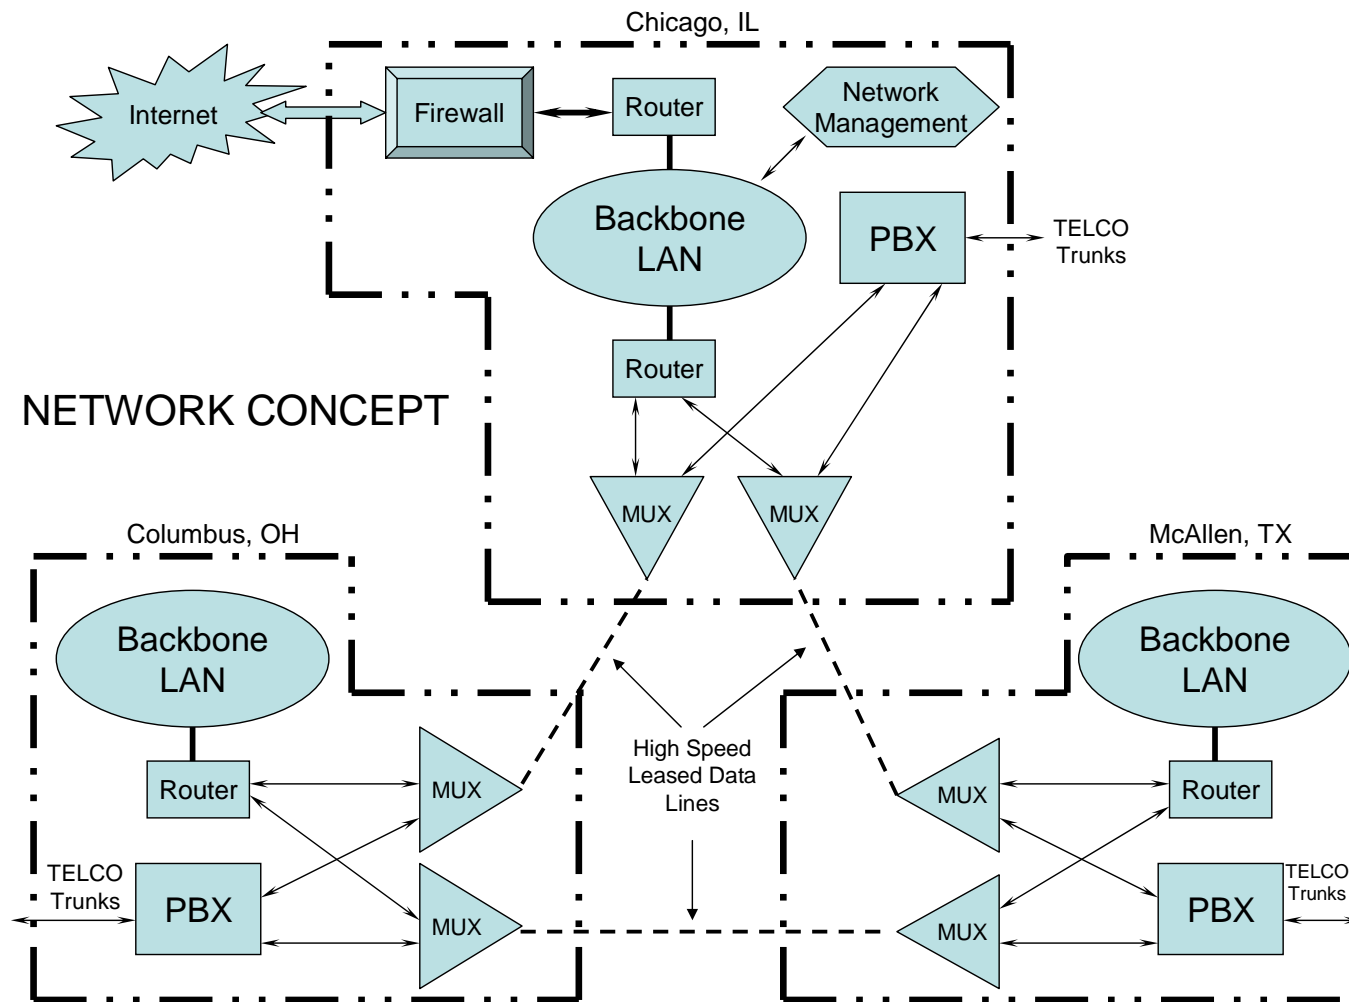 Chicago, IL
Internet
Firewall
Router
Network
Management
Backbone
LAN
PBX
TELCO
Trunks
Router
NETWORK CONCEPT
MUX
MUX
Columbus, OH
McAllen, TX
Backbone
LAN
Backbone
LAN
High Speed
Leased Data
Lines
Router
MUX
MUX
Router
TELCO
Trunks
PBX
MUX
MUX
PBX
TELCO
Trunks